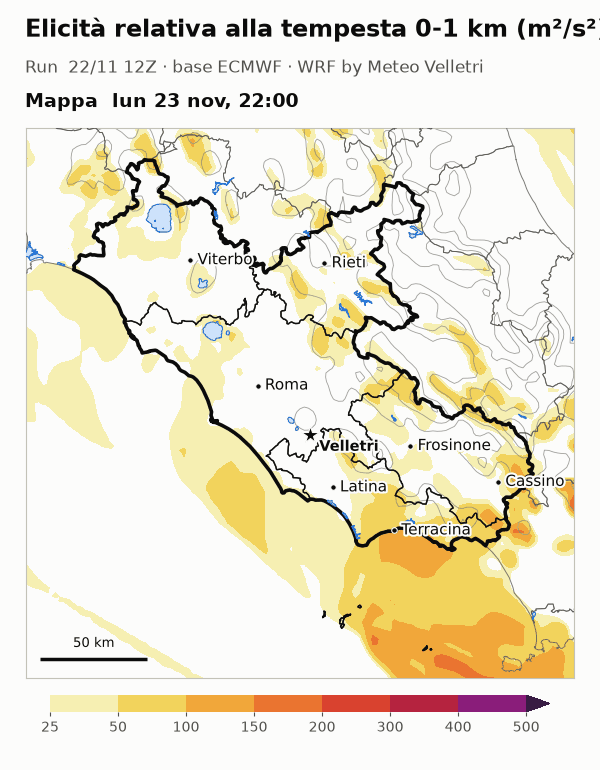 Elicità relativa alla tempesta 0-1 km (m²/s²)
Run 22/11 12Z · base ECMWF · WRF by Meteo Velletri
Mappa lun 23 nov, 22:00
Viterbo
Rieti
Roma
Velletri
Frosinone
Latina
Cassino
Terracina
50 km
25 50 100 150 200 300 400 500